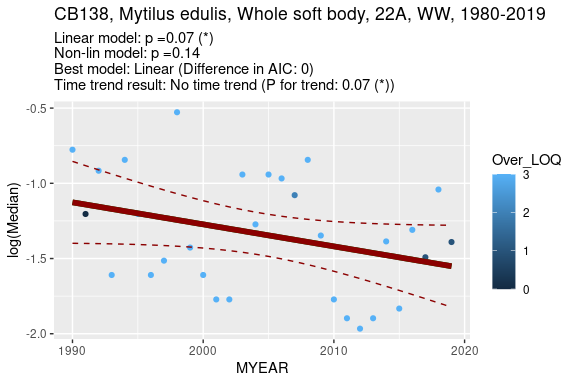 CB138, Mytilus edulis, Whole soft body, 22A, WW, 1980-2019
Linear model: p =0.07 (*)
Non-lin model: p =0.14
Best model: Linear (Difference in AIC: 0)
Time trend result: No time trend (P for trend: 0.07 (*))
-0.5
-1.0
-1.5
-2.0
log(Median)
1990
2000
2010
2020
MYEAR
Over_LOQ
3
2
1
0